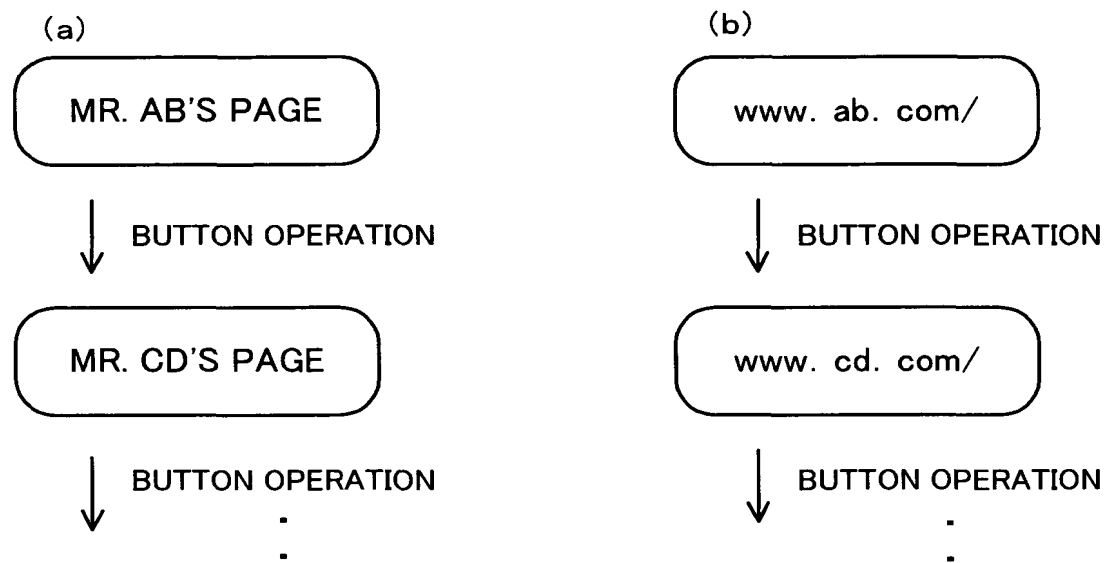 (a)
MR. AB'S PAGE
BUTTON OPERATION
MR. CD'S PAGE
BUTTON OPERATION
(b)
www. ab. com/
BUTTON OPERATION
www. cd. com/
BUTTON OPERATION